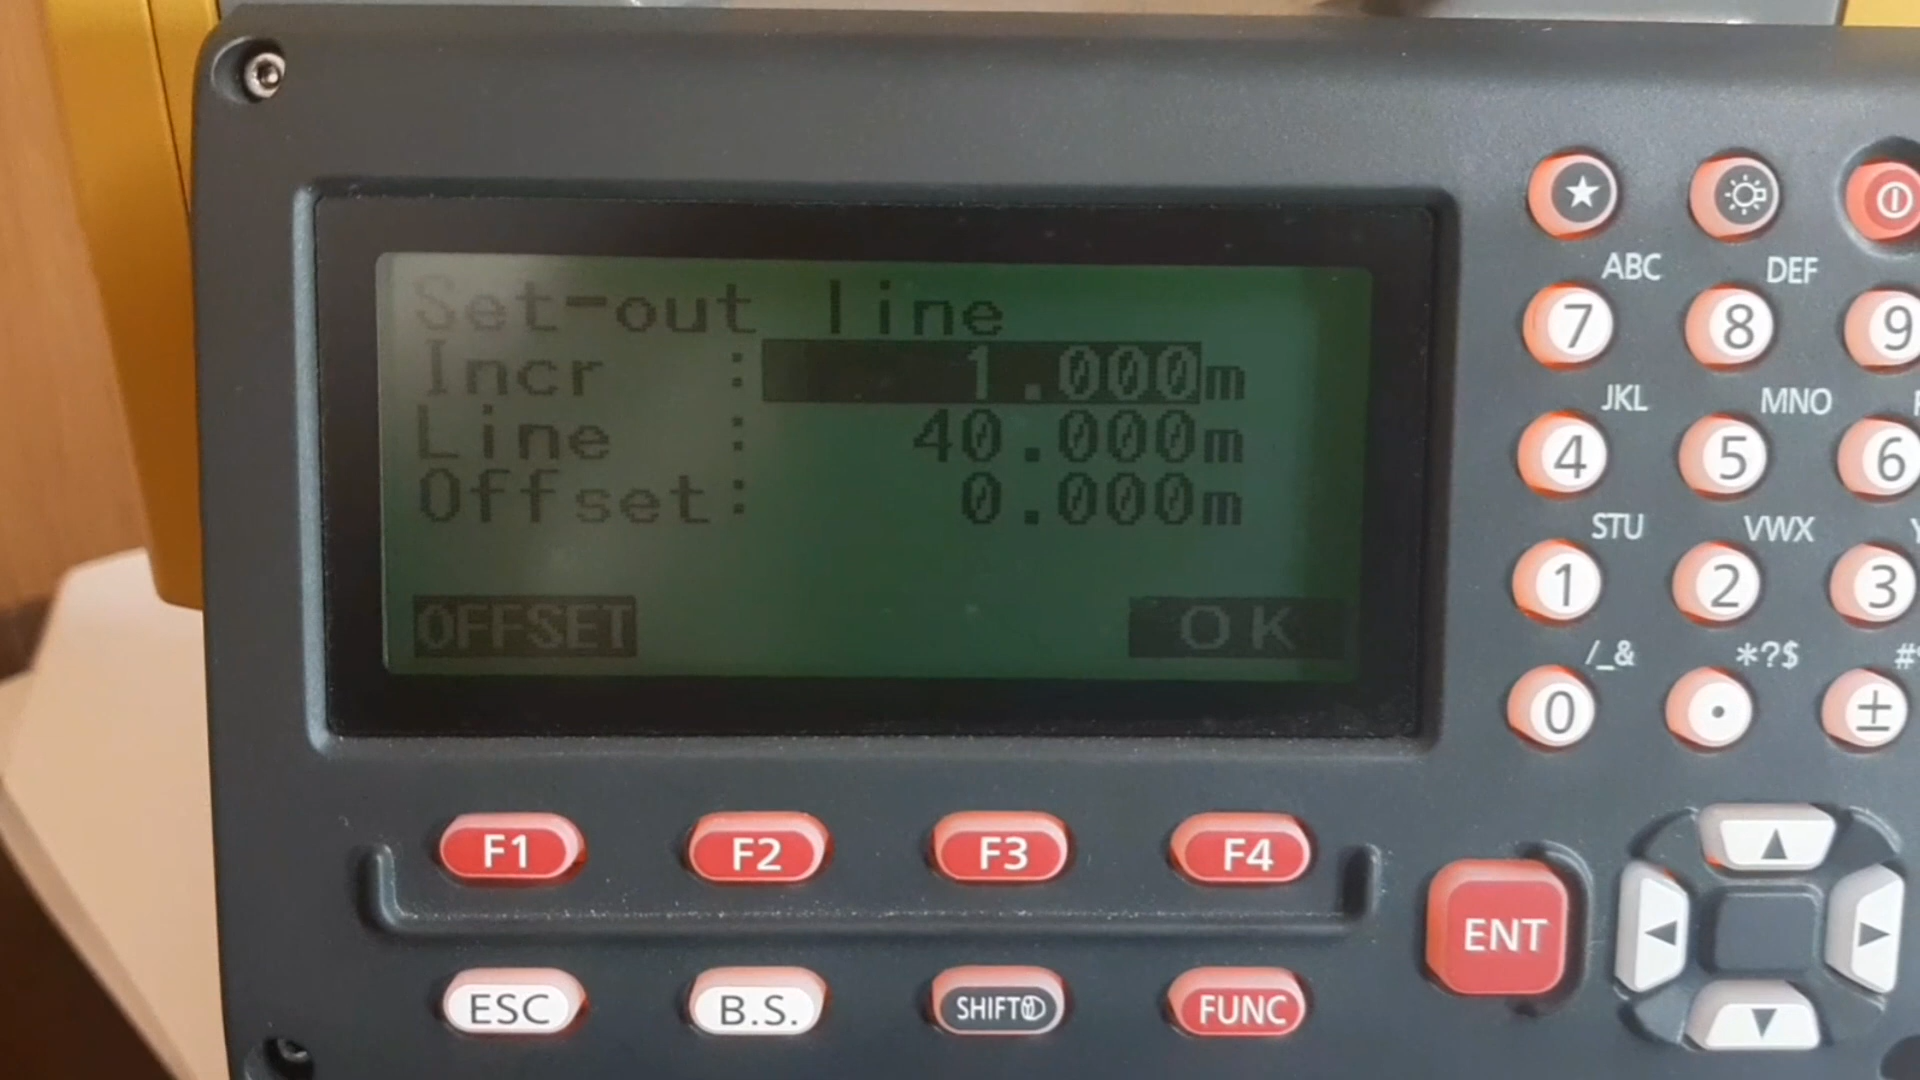 Set-out line
Incr : 1.000m
Line : 40.000m
Offset: 0.000m
OFFSET OK
ABC DEF
7 8 9
JKL MNO
4 5 6
STU VWX
1 2 3
/_& *?$
0 . ±
F1 F2 F3 F4
ENT
ESC B.S. SHIFT FUNC